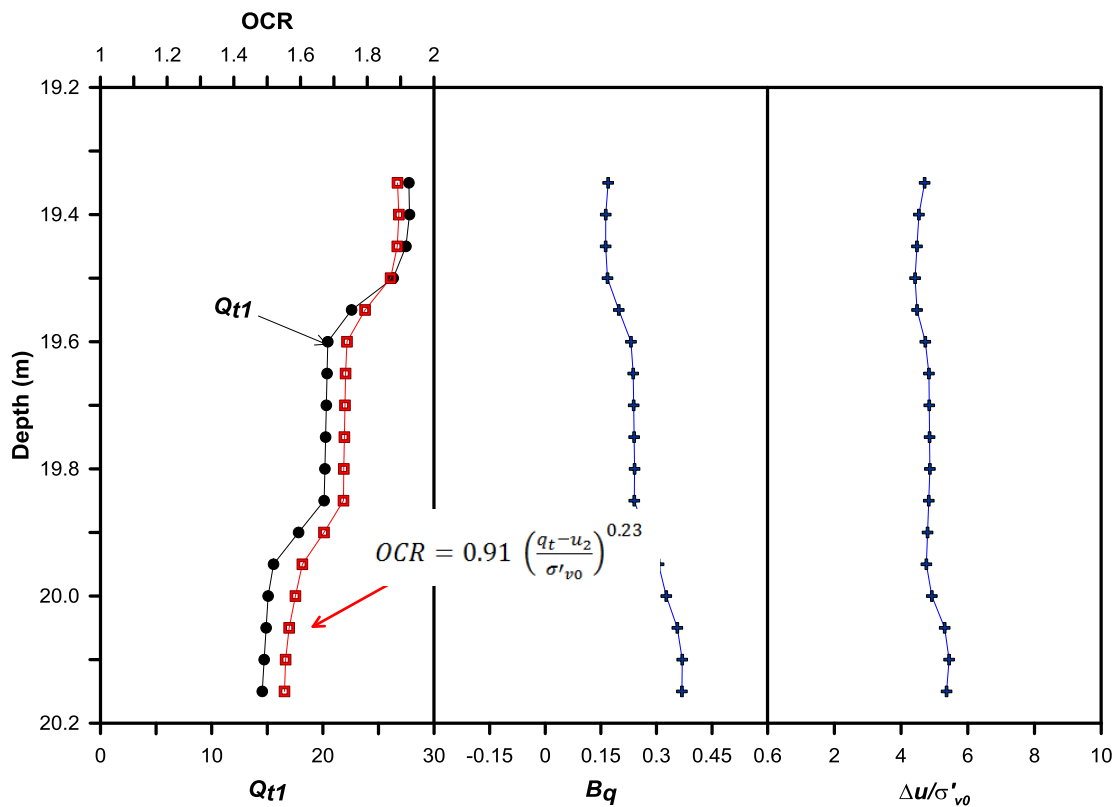 OCR
1 1.2 1.4 1.6 1.8 2
19.2
19.4
19.6
19.8
20.0
20.2
Depth (m)
Qt1
OCR = 0.91 (qt−u2/σ'v0)^0.23
0 10 20 30
-0.15 0 0.15 0.3 0.45 0.6
2 4 6 8 10
Qt1
Bq
Δu/σ'v0